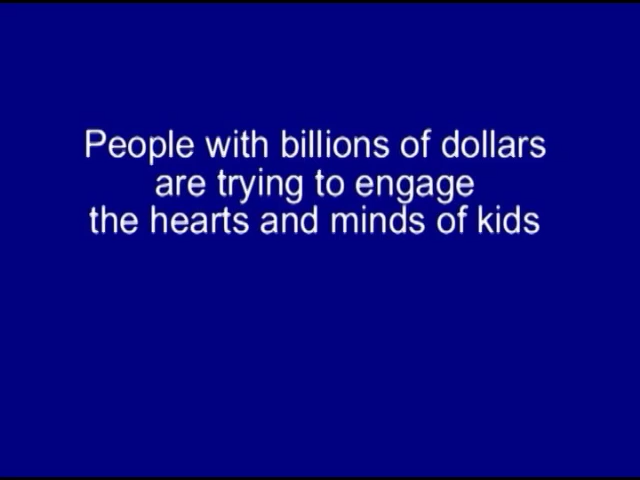 People with billions of dollars
are trying to engage
the hearts and minds of kids